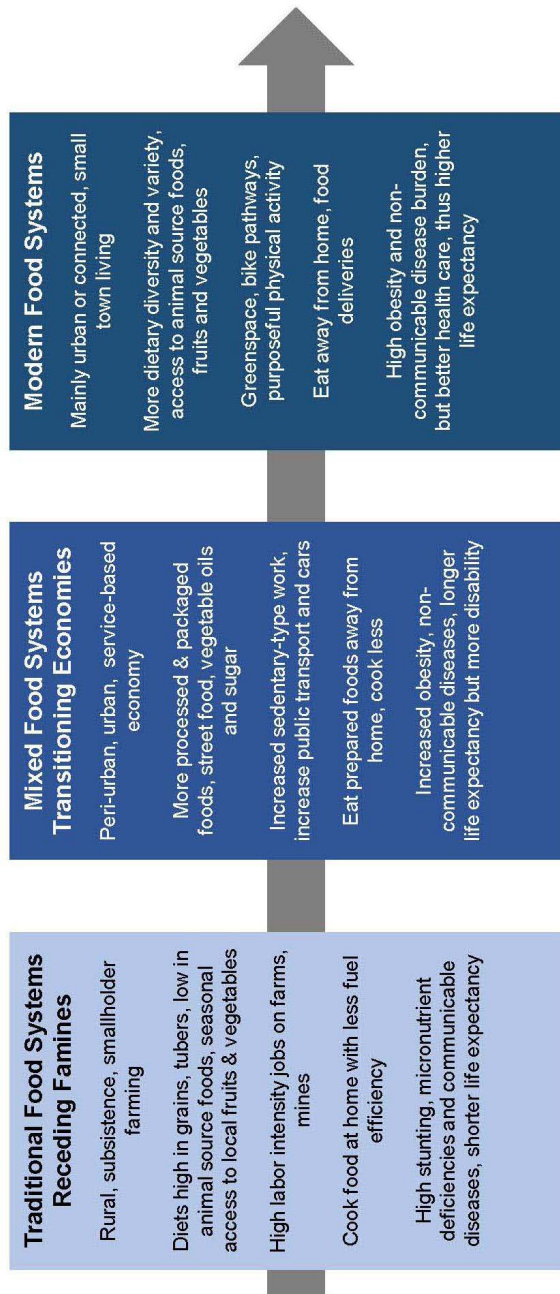 Traditional Food Systems
Receding Famines
Rural, subsistence, smallholder
farming
Diets high in grains, tubers, low in
animal source foods, seasonal
access to local fruits & vegetables
High labor intensity jobs on farms,
mines
Cook food at home with less fuel
efficiency
High stunting, micronutrient
deficiencies and communicable
diseases, shorter life expectancy
Mixed Food Systems
Transitioning Economies
Peri-urban, urban, service-based
economy
More processed & packaged
foods, street food, vegetable oils
and sugar
Increased sedentary-type work,
increase public transport and cars
Eat prepared foods away from
home, cook less
Increased obesity, non-
communicable diseases, longer
life expectancy but more disability
Modern Food Systems
Mainly urban or connected, small
town living
More dietary diversity and variety,
access to animal source foods,
fruits and vegetables
Greenspace, bike pathways,
purposeful physical activity
Eat away from home, food
deliveries
High obesity and non-
communicable disease burden,
but better health care, thus higher
life expectancy